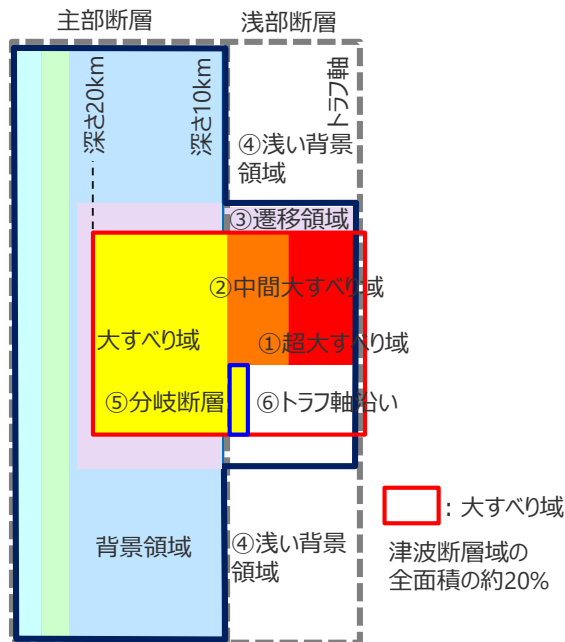 主部断層
浅部断層
深さ20km
深さ10km
トラフ軸
④浅い背景
領域
③遷移領域
②中間大すべり域
大すべり域
①超大すべり域
⑤分岐断層
⑥トラフ軸沿い
背景領域
④浅い背景
領域
：大すべり域
津波断層域の
全面積の約20%